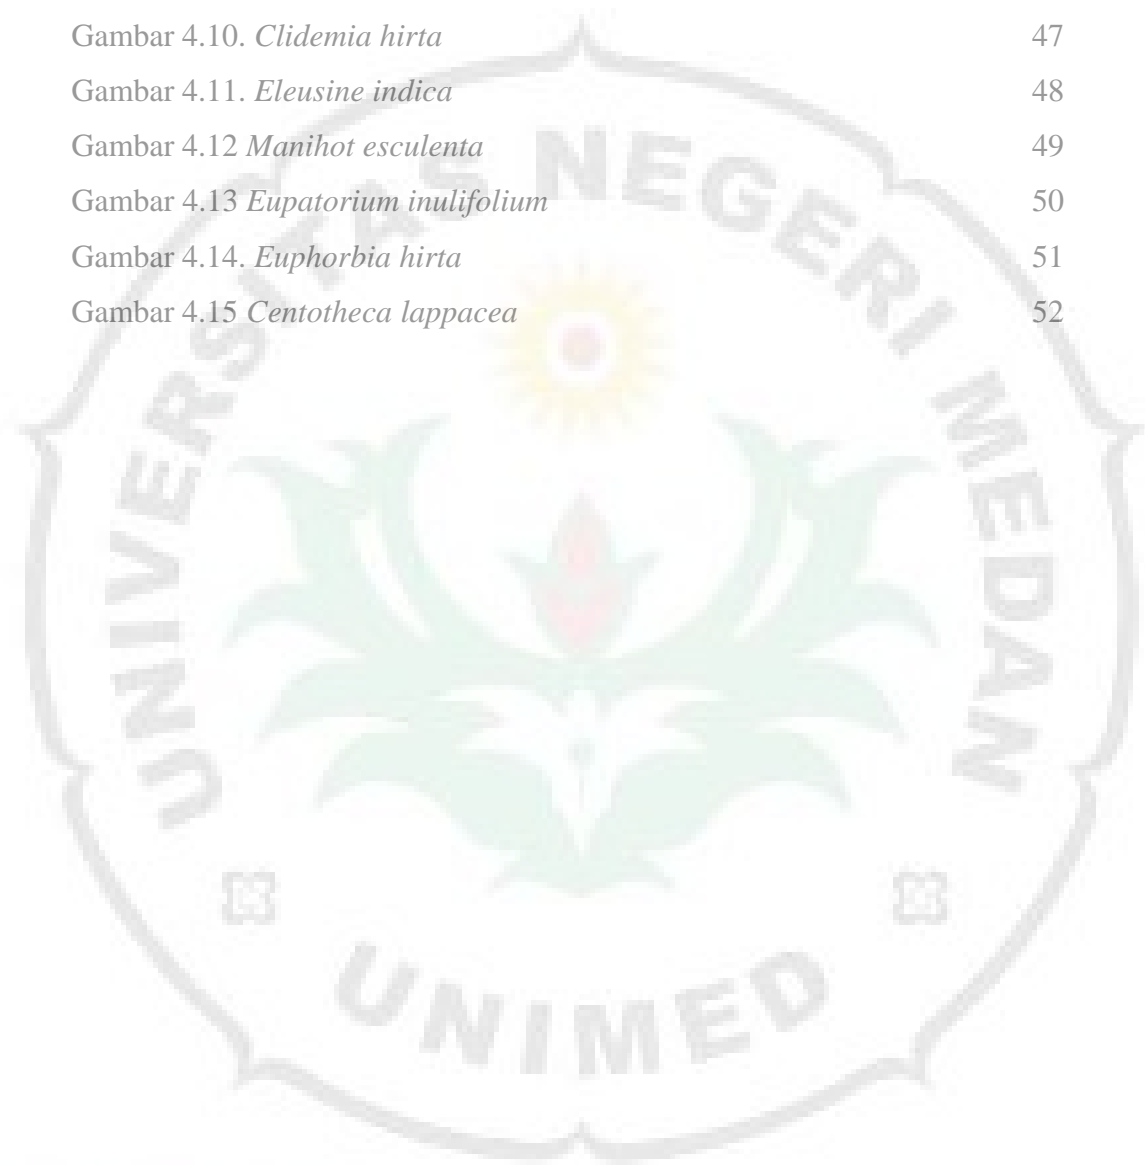 Gambar 4.10. Clidemia hirta 47
Gambar 4.11. Eleusine indica 48
Gambar 4.12 Manihot esculenta 49
Gambar 4.13 Eupatorium inulifolium 50
Gambar 4.14. Euphorbia hirta 51
Gambar 4.15 Centotheca lappacea 52
UNIVERSITAS NEGERI MEDAN
UNIMED